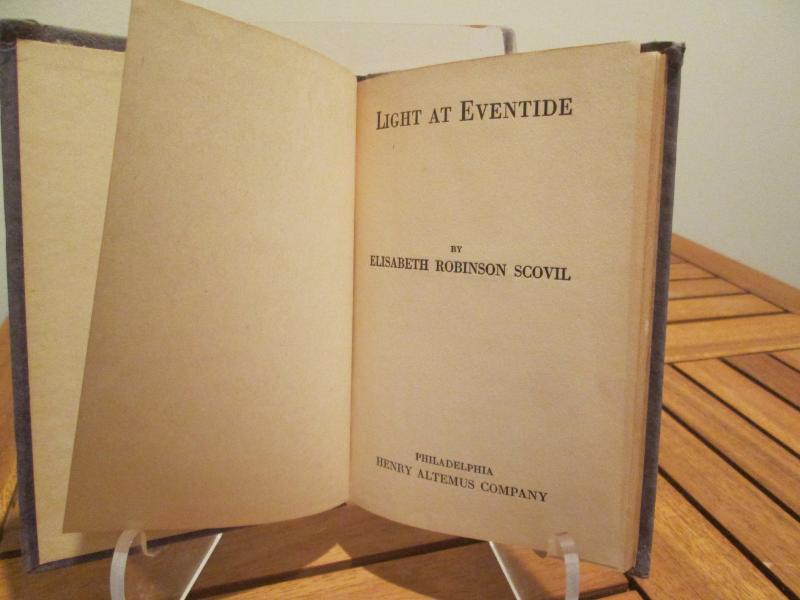 LIGHT AT EVENTIDE
BY
ELISABETH ROBINSON SCOVIL
PHILADELPHIA
HENRY ALTEMUS COMPANY